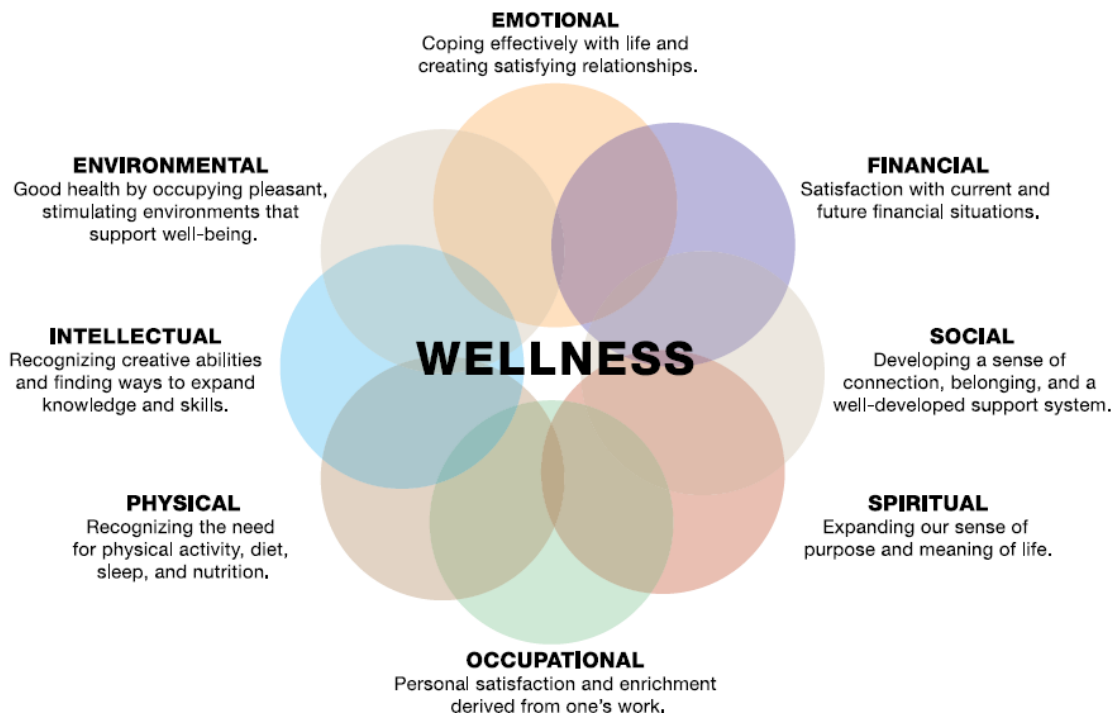 EMOTIONAL
Coping effectively with life and
creating satisfying relationships.
ENVIRONMENTAL
Good health by occupying pleasant,
stimulating environments that
support well-being.
FINANCIAL
Satisfaction with current and
future financial situations.
INTELLECTUAL
Recognizing creative abilities
and finding ways to expand
knowledge and skills.
WELLNESS
SOCIAL
Developing a sense of
connection, belonging, and a
well-developed support system.
PHYSICAL
Recognizing the need
for physical activity, diet,
sleep, and nutrition.
SPIRITUAL
Expanding our sense of
purpose and meaning of life.
OCCUPATIONAL
Personal satisfaction and enrichment
derived from one's work.